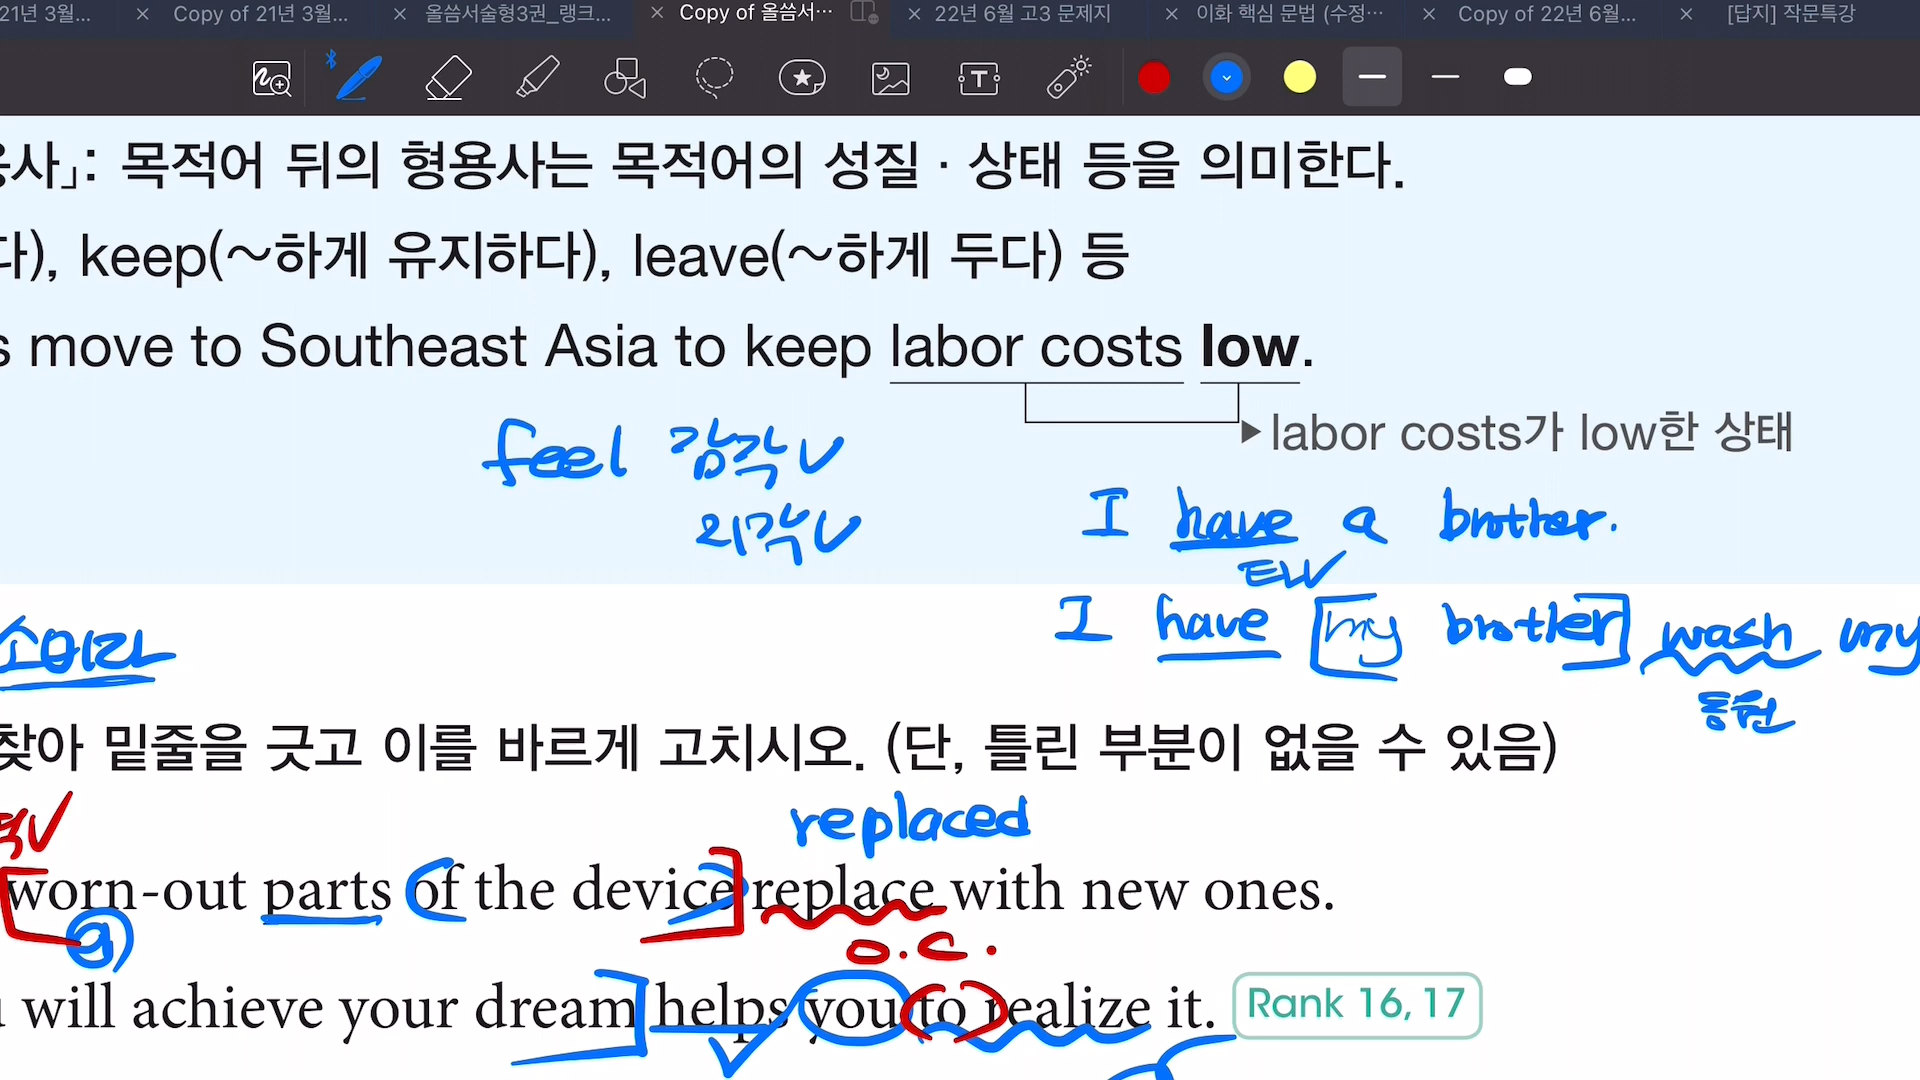 21년 3월... × Copy of 21년 3월... × 올씀서술형3권_랭크... × Copy of 올씀서... × 22년 6월 고3 문제지 × 이화 핵심 문법 (수정... × Copy of 22년 6월... × [답지] 작문특강
용사」: 목적어 뒤의 형용사는 목적어의 성질 · 상태 등을 의미한다.
다), keep(~하게 유지하다), leave(~하게 두다) 등
s move to Southeast Asia to keep labor costs low.
▶labor costs가 low한 상태
feel 감각V
지각V
I have a brother.
I have [my brother] wash my
동원
찾아 밑줄을 긋고 이를 바르게 고치시오. (단, 틀린 부분이 없을 수 있음)
replaced
worn-out parts of the device replace with new ones.
O.C.
will achieve your dream helps you to realize it. Rank 16, 17